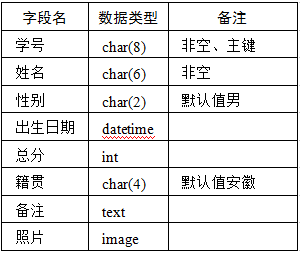 字段名 数据类型 备注
学号 char(8) 非空、主键
姓名 char(6) 非空
性别 char(2) 默认值男
出生日期 datetime
总分 int
籍贯 char(4) 默认值安徽
备注 text
照片 image